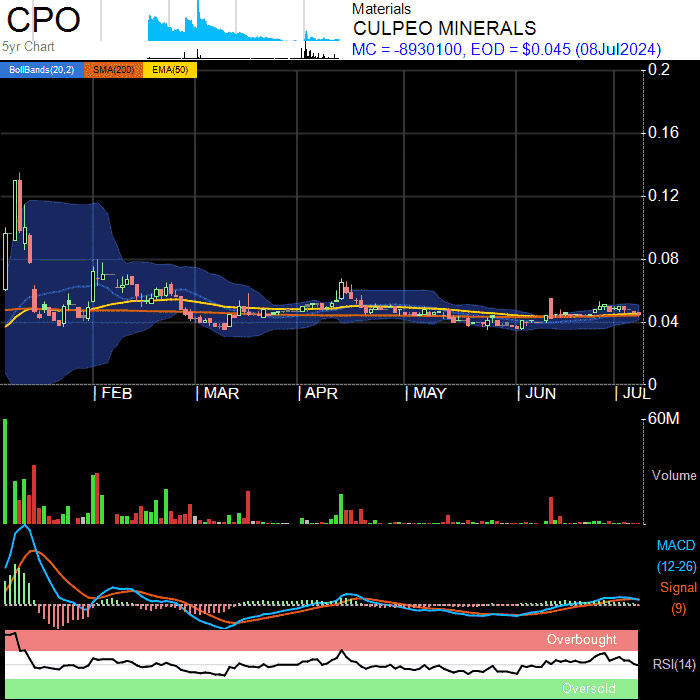 CPO
5yr Chart
Materials
CULPEO MINERALS
MC = -8930100, EOD = $0.045 (08Jul2024)
BollBands(20,2) SMA(200) EMA(50)
0.2
0.16
0.12
0.08
0.04
0
FEB MAR APR MAY JUN JUL
60M
Volume
MACD
(12-26)
Signal
(9)
Overbought
RSI(14)
Oversold